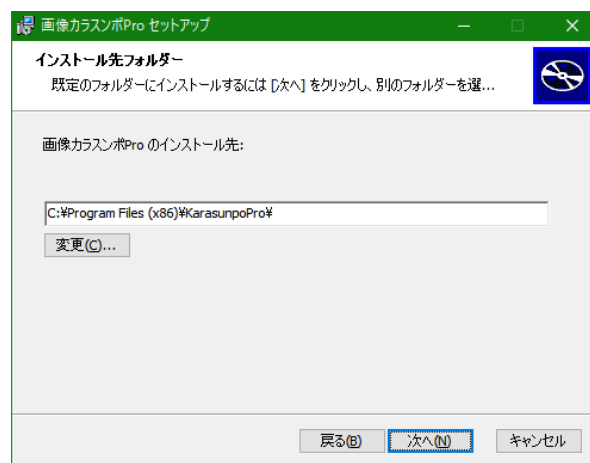 画像カラスンポPro セットアップ
インストール先フォルダー
既定のフォルダーにインストールするには [次へ] をクリックし、別のフォルダーを選...
画像カラスンポPro のインストール先:
C:¥Program Files (x86)¥KarasunpoPro¥
変更(C)...
戻る(B) 次へ(N) キャンセル